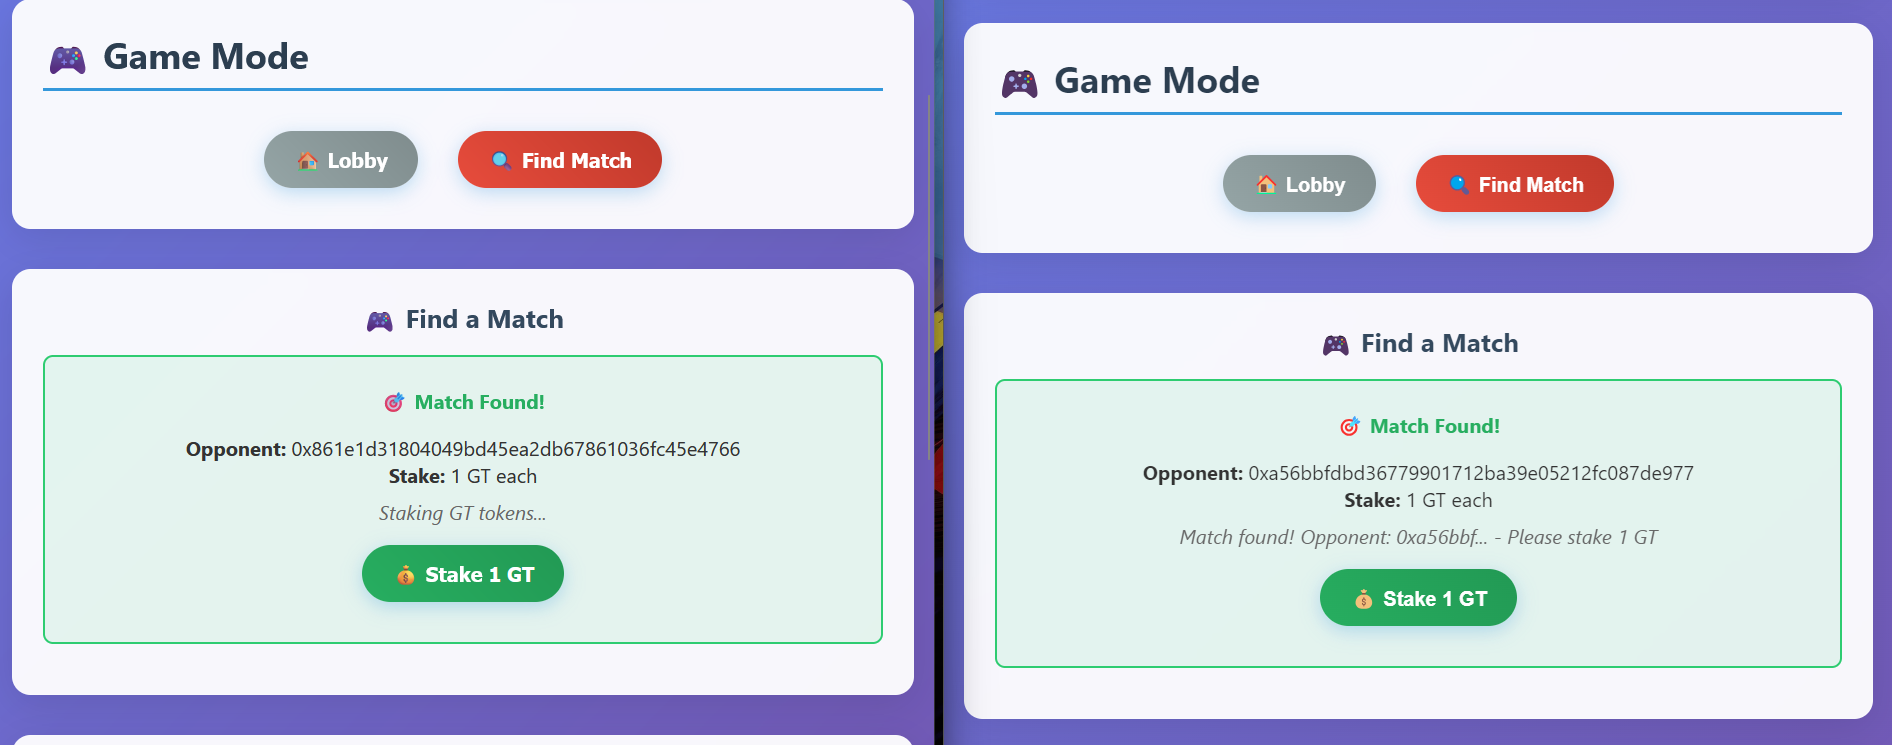 Game Mode
Lobby
Find Match
Find a Match
Match Found!
Opponent: 0x861e1d31804049bd45ea2db67861036fc45e4766
Stake: 1 GT each
Staking GT tokens...
Stake 1 GT
Game Mode
Lobby
Find Match
Find a Match
Match Found!
Opponent: 0xa56bbfdbd36779901712ba39e05212fc087de977
Stake: 1 GT each
Match found! Opponent: 0xa56bbf... - Please stake 1 GT
Stake 1 GT